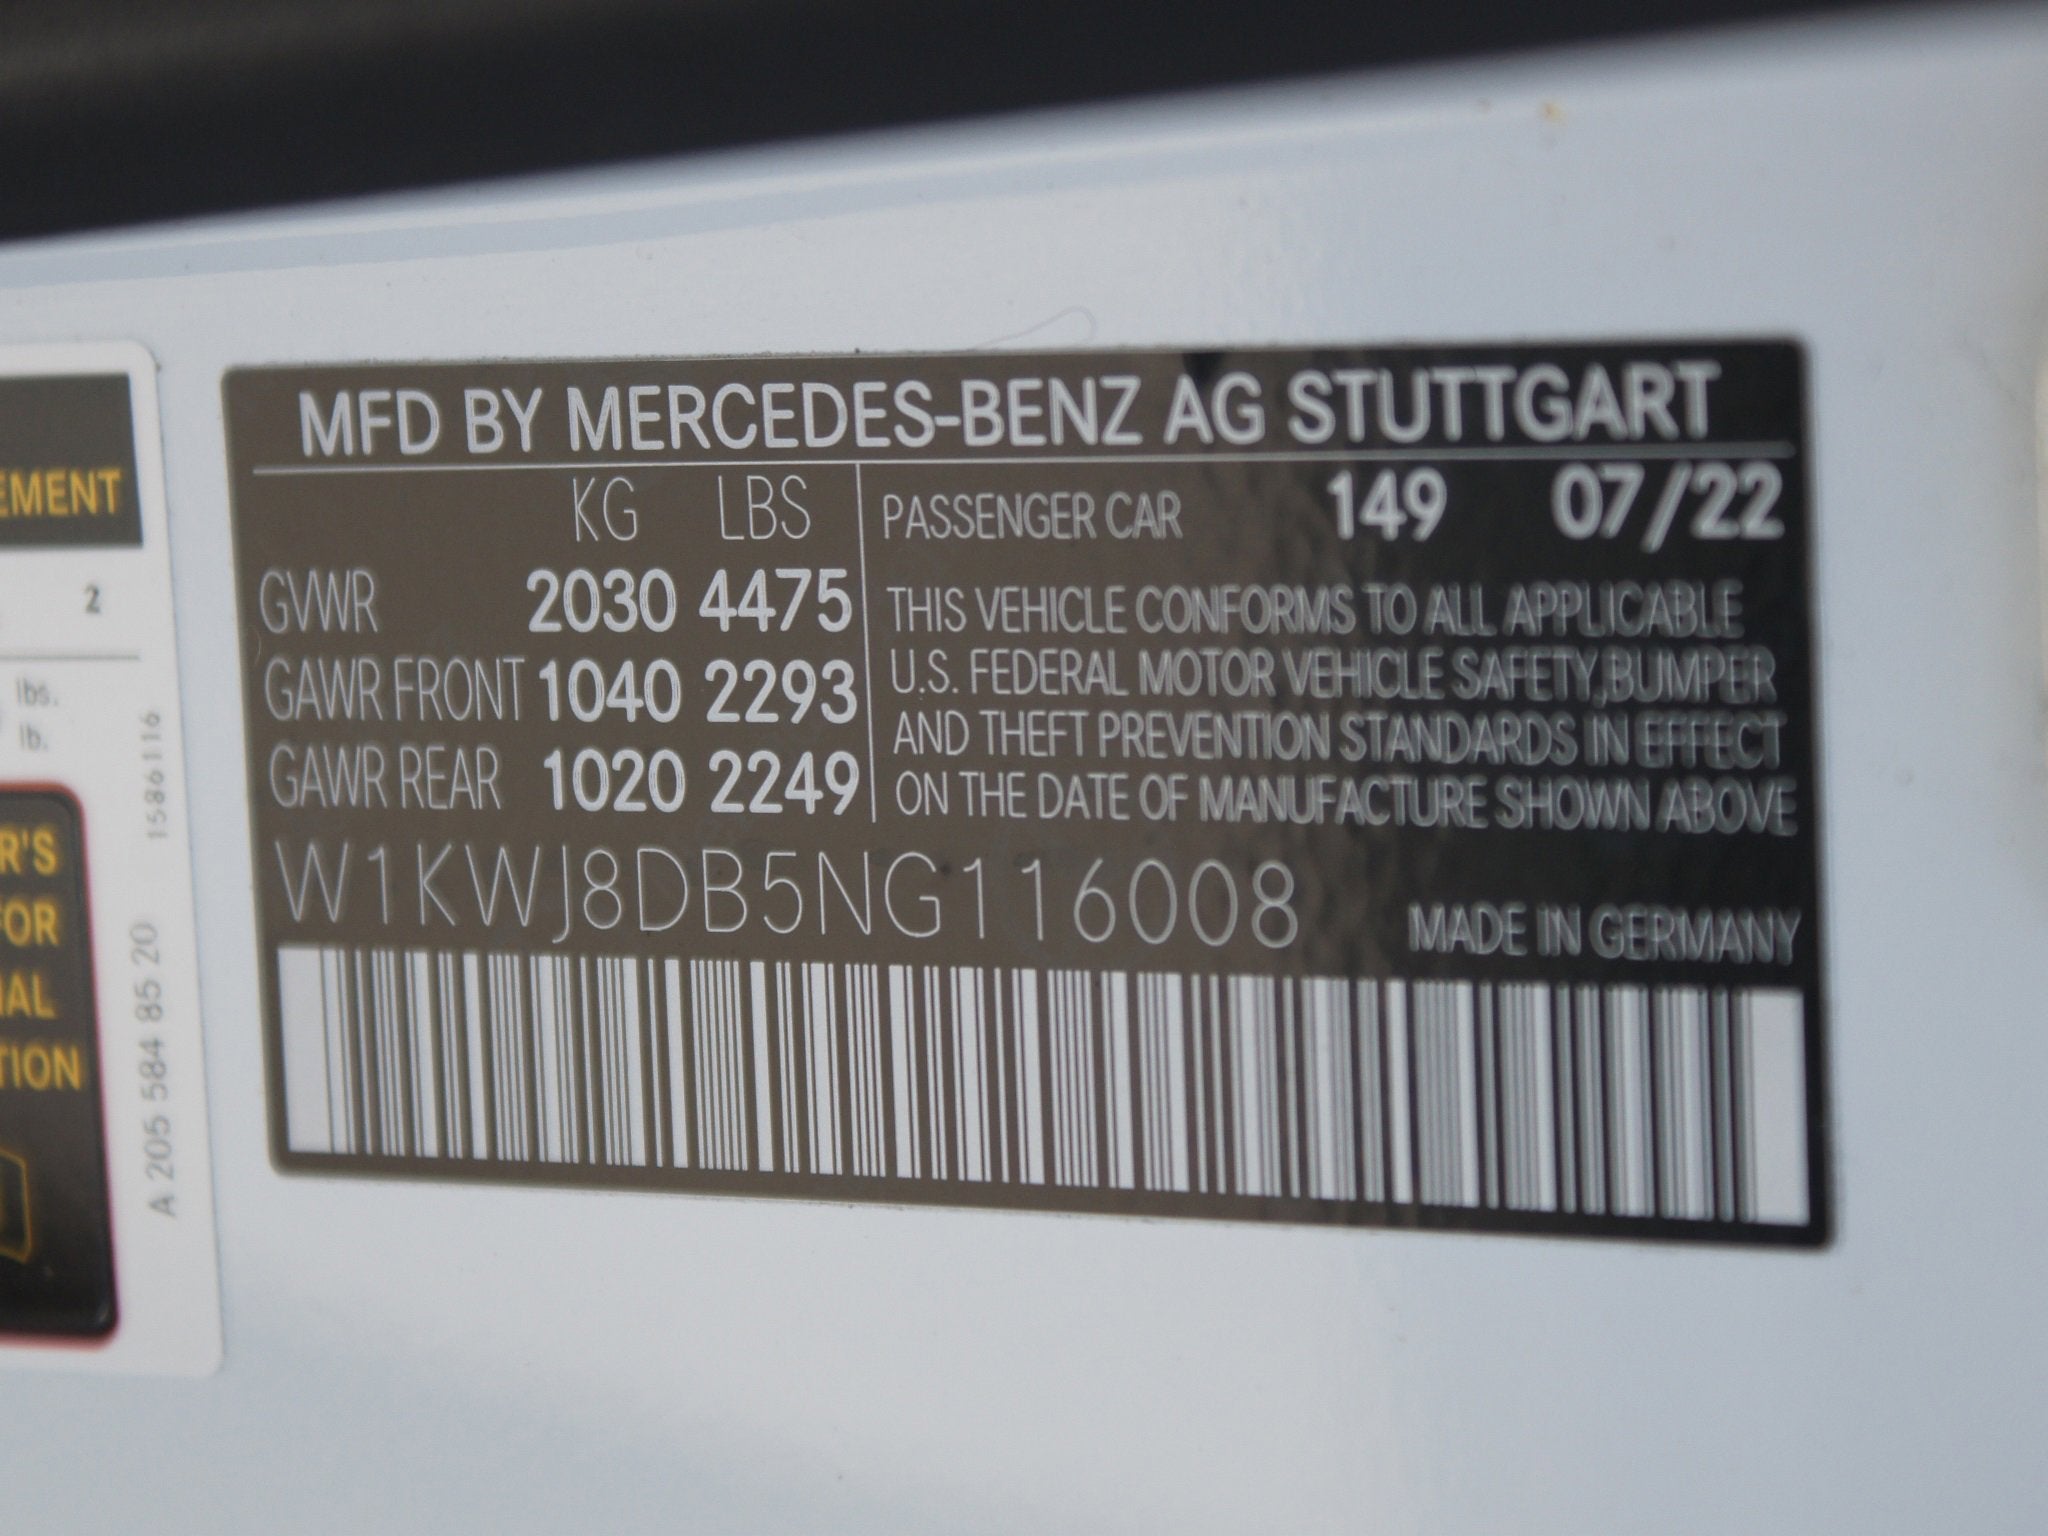 MFD BY MERCEDES-BENZ AG STUTTGART
KG LBS
GVWR 2030 4475
GAWR FRONT 1040 2293
GAWR REAR 1020 2249
PASSENGER CAR 149 07/22
THIS VEHICLE CONFORMS TO ALL APPLICABLE
U.S. FEDERAL MOTOR VEHICLE SAFETY,BUMPER
AND THEFT PREVENTION STANDARDS IN EFFECT
ON THE DATE OF MANUFACTURE SHOWN ABOVE
W1KWJ8DB5NG116008
MADE IN GERMANY
EMENT
2
lbs.
lb.
R'S
FOR
IAL
TION
A 205 584 85 20 1586116